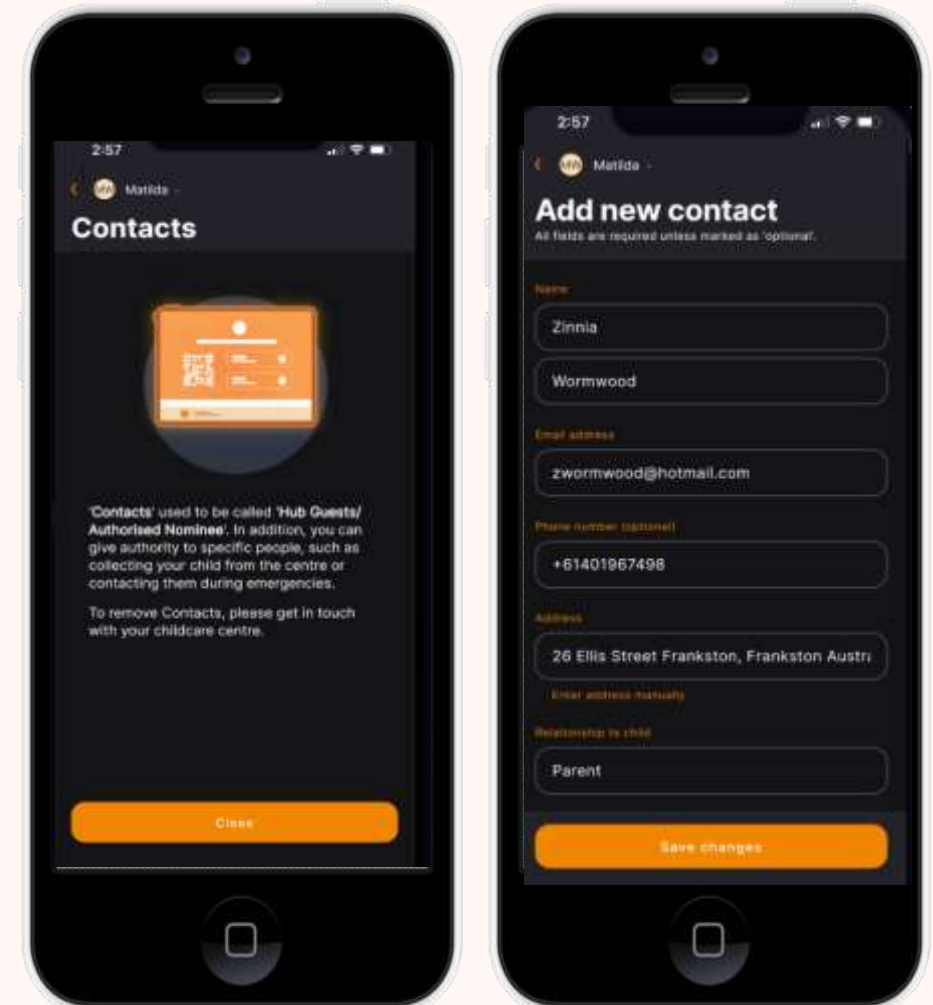 2:57
MW Matilda
Contacts
'Contacts' used to be called 'Hub Guests/
Authorised Nominee'. In addition, you can
give authority to specific people, such as
collecting your child from the centre or
contacting them during emergencies.
To remove Contacts, please get in touch
with your childcare centre.
Close
2:57
MW Matilda
Add new contact
All fields are required unless marked as 'optional'.
Name
Zinnia
Wormwood
Email address
zwormwood@hotmail.com
Phone number (optional)
+61401967498
Address
26 Ellis Street Frankston, Frankston Austra
Enter address manually
Relationship to child
Parent
Save changes